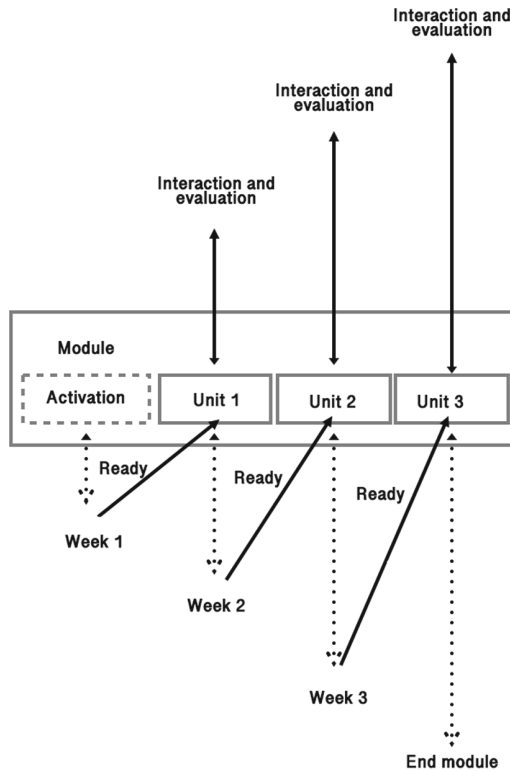 Interaction and
evaluation
Interaction and
evaluation
Interaction and
evaluation
Module
Activation
Unit 1
Unit 2
Unit 3
Ready
Ready
Ready
Week 1
Week 2
Week 3
End module